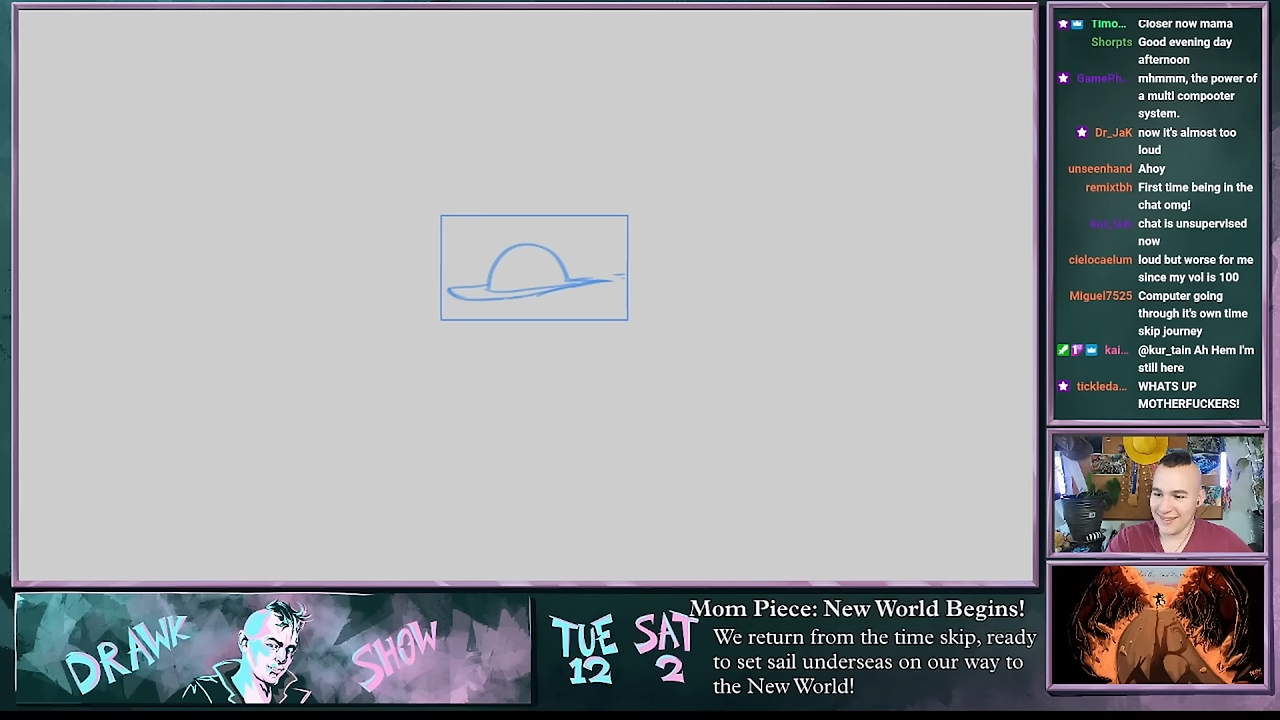 Timo... Closer now mama
Shorpts Good evening day
afternoon
GamePh... mhmmm, the power of
a multi compooter
system.
Dr_JaK now it's almost too
loud
unseenhand Ahoy
remixtbh First time being in the
chat omg!
kur_tain chat is unsupervised
now
cielocaelum loud but worse for me
since my vol is 100
Miguel7525 Computer going
through it's own time
skip journey
kai... @kur_tain Ah Hem I'm
still here
tickleda... WHATS UP
MOTHERFUCKERS!
DRAWK SHOW
TUE SAT
12 2
Mom Piece: New World Begins!
We return from the time skip, ready
to set sail underseas on our way to
the New World!